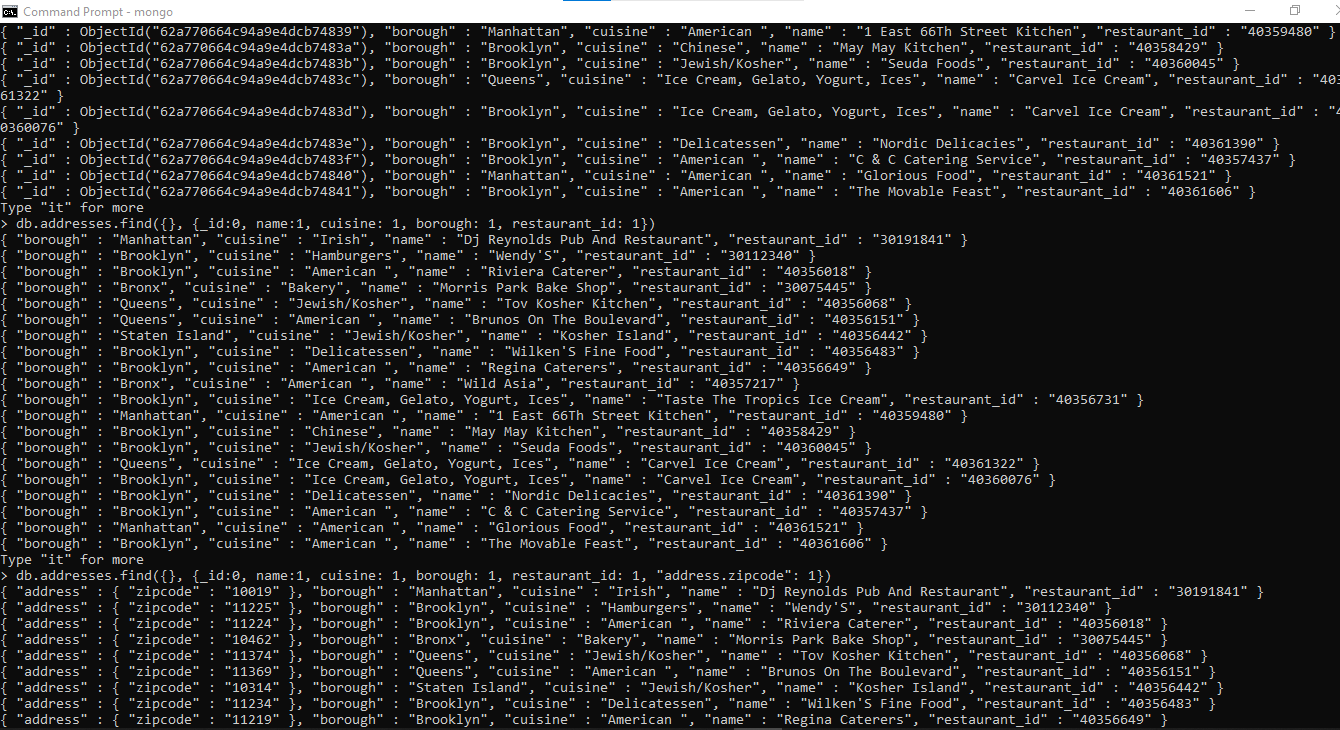 Command Prompt - mongo
{ "_id" : ObjectId("62a770664c94a9e4dcb74839"), "borough" : "Manhattan", "cuisine" : "American ", "name" : "1 East 66Th Street Kitchen", "restaurant_id" : "40359480" }
{ "_id" : ObjectId("62a770664c94a9e4dcb7483a"), "borough" : "Brooklyn", "cuisine" : "Chinese", "name" : "May May Kitchen", "restaurant_id" : "40358429" }
{ "_id" : ObjectId("62a770664c94a9e4dcb7483b"), "borough" : "Brooklyn", "cuisine" : "Jewish/Kosher", "name" : "Seuda Foods", "restaurant_id" : "40360045" }
{ "_id" : ObjectId("62a770664c94a9e4dcb7483c"), "borough" : "Queens", "cuisine" : "Ice Cream, Gelato, Yogurt, Ices", "name" : "Carvel Ice Cream", "restaurant_id" : "403
61322" }
{ "_id" : ObjectId("62a770664c94a9e4dcb7483d"), "borough" : "Brooklyn", "cuisine" : "Ice Cream, Gelato, Yogurt, Ices", "name" : "Carvel Ice Cream", "restaurant_id" : "4
0360076" }
{ "_id" : ObjectId("62a770664c94a9e4dcb7483e"), "borough" : "Brooklyn", "cuisine" : "Delicatessen", "name" : "Nordic Delicacies", "restaurant_id" : "40361390" }
{ "_id" : ObjectId("62a770664c94a9e4dcb7483f"), "borough" : "Brooklyn", "cuisine" : "American ", "name" : "C & C Catering Service", "restaurant_id" : "40357437" }
{ "_id" : ObjectId("62a770664c94a9e4dcb74840"), "borough" : "Manhattan", "cuisine" : "American ", "name" : "Glorious Food", "restaurant_id" : "40361521" }
{ "_id" : ObjectId("62a770664c94a9e4dcb74841"), "borough" : "Brooklyn", "cuisine" : "American ", "name" : "The Movable Feast", "restaurant_id" : "40361606" }
Type "it" for more
> db.addresses.find({}, {_id:0, name:1, cuisine: 1, borough: 1, restaurant_id: 1})
{ "borough" : "Manhattan", "cuisine" : "Irish", "name" : "Dj Reynolds Pub And Restaurant", "restaurant_id" : "30191841" }
{ "borough" : "Brooklyn", "cuisine" : "Hamburgers", "name" : "Wendy'S", "restaurant_id" : "30112340" }
{ "borough" : "Brooklyn", "cuisine" : "American ", "name" : "Riviera Caterer", "restaurant_id" : "40356018" }
{ "borough" : "Bronx", "cuisine" : "Bakery", "name" : "Morris Park Bake Shop", "restaurant_id" : "30075445" }
{ "borough" : "Queens", "cuisine" : "Jewish/Kosher", "name" : "Tov Kosher Kitchen", "restaurant_id" : "40356068" }
{ "borough" : "Queens", "cuisine" : "American ", "name" : "Brunos On The Boulevard", "restaurant_id" : "40356151" }
{ "borough" : "Staten Island", "cuisine" : "Jewish/Kosher", "name" : "Kosher Island", "restaurant_id" : "40356442" }
{ "borough" : "Brooklyn", "cuisine" : "Delicatessen", "name" : "Wilken'S Fine Food", "restaurant_id" : "40356483" }
{ "borough" : "Brooklyn", "cuisine" : "American ", "name" : "Regina Caterers", "restaurant_id" : "40356649" }
{ "borough" : "Bronx", "cuisine" : "American ", "name" : "Wild Asia", "restaurant_id" : "40357217" }
{ "borough" : "Brooklyn", "cuisine" : "Ice Cream, Gelato, Yogurt, Ices", "name" : "Taste The Tropics Ice Cream", "restaurant_id" : "40356731" }
{ "borough" : "Manhattan", "cuisine" : "American ", "name" : "1 East 66Th Street Kitchen", "restaurant_id" : "40359480" }
{ "borough" : "Brooklyn", "cuisine" : "Chinese", "name" : "May May Kitchen", "restaurant_id" : "40358429" }
{ "borough" : "Brooklyn", "cuisine" : "Jewish/Kosher", "name" : "Seuda Foods", "restaurant_id" : "40360045" }
{ "borough" : "Queens", "cuisine" : "Ice Cream, Gelato, Yogurt, Ices", "name" : "Carvel Ice Cream", "restaurant_id" : "40361322" }
{ "borough" : "Brooklyn", "cuisine" : "Ice Cream, Gelato, Yogurt, Ices", "name" : "Carvel Ice Cream", "restaurant_id" : "40360076" }
{ "borough" : "Brooklyn", "cuisine" : "Delicatessen", "name" : "Nordic Delicacies", "restaurant_id" : "40361390" }
{ "borough" : "Brooklyn", "cuisine" : "American ", "name" : "C & C Catering Service", "restaurant_id" : "40357437" }
{ "borough" : "Manhattan", "cuisine" : "American ", "name" : "Glorious Food", "restaurant_id" : "40361521" }
{ "borough" : "Brooklyn", "cuisine" : "American ", "name" : "The Movable Feast", "restaurant_id" : "40361606" }
Type "it" for more
> db.addresses.find({}, {_id:0, name:1, cuisine: 1, borough: 1, restaurant_id: 1, "address.zipcode": 1})
{ "address" : { "zipcode" : "10019" }, "borough" : "Manhattan", "cuisine" : "Irish", "name" : "Dj Reynolds Pub And Restaurant", "restaurant_id" : "30191841" }
{ "address" : { "zipcode" : "11225" }, "borough" : "Brooklyn", "cuisine" : "Hamburgers", "name" : "Wendy'S", "restaurant_id" : "30112340" }
{ "address" : { "zipcode" : "11224" }, "borough" : "Brooklyn", "cuisine" : "American ", "name" : "Riviera Caterer", "restaurant_id" : "40356018" }
{ "address" : { "zipcode" : "10462" }, "borough" : "Bronx", "cuisine" : "Bakery", "name" : "Morris Park Bake Shop", "restaurant_id" : "30075445" }
{ "address" : { "zipcode" : "11374" }, "borough" : "Queens", "cuisine" : "Jewish/Kosher", "name" : "Tov Kosher Kitchen", "restaurant_id" : "40356068" }
{ "address" : { "zipcode" : "11369" }, "borough" : "Queens", "cuisine" : "American ", "name" : "Brunos On The Boulevard", "restaurant_id" : "40356151" }
{ "address" : { "zipcode" : "10314" }, "borough" : "Staten Island", "cuisine" : "Jewish/Kosher", "name" : "Kosher Island", "restaurant_id" : "40356442" }
{ "address" : { "zipcode" : "11234" }, "borough" : "Brooklyn", "cuisine" : "Delicatessen", "name" : "Wilken'S Fine Food", "restaurant_id" : "40356483" }
{ "address" : { "zipcode" : "11219" }, "borough" : "Brooklyn", "cuisine" : "American ", "name" : "Regina Caterers", "restaurant_id" : "40356649" }